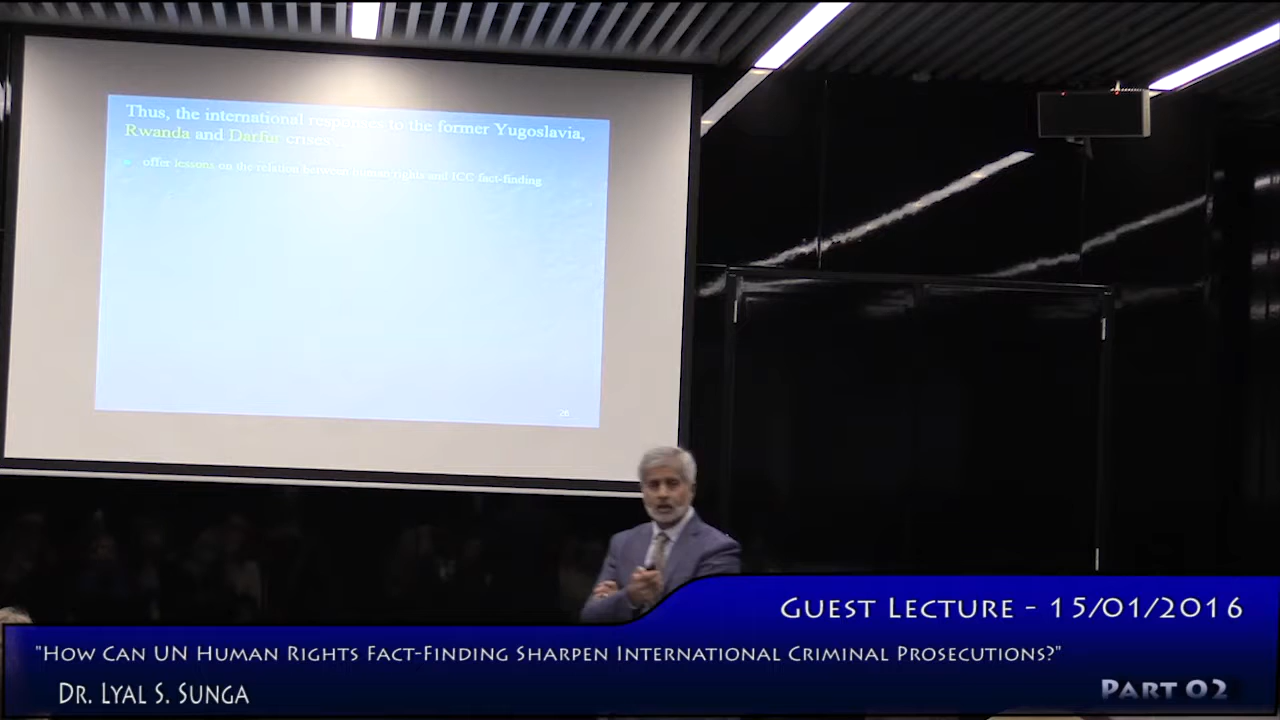 Thus, the international responses to the former Yugoslavia,
Rwanda and Darfur crises
offer lessons on the relation between human rights and ICC fact-finding
26
Guest Lecture - 15/01/2016
"How Can UN Human Rights Fact-Finding Sharpen International Criminal Prosecutions?"
Dr. Lyal S. Sunga
Part 02